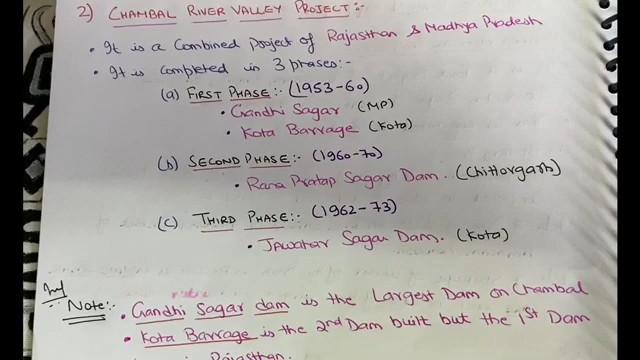 2) CHAMBAL RIVER VALLEY PROJECT:-
• It is a Combined project of Rajasthan & Madhya Pradesh
• It is completed in 3 phases:-
(a) FIRST PHASE:- (1953-60)
• Gandhi Sagar (MP)
• Kota Barrage (Kota)
(b) SECOND PHASE:- (1960-70)
• Rana Pratap Sagar Dam. (Chittorgarh)
(c) THIRD PHASE:- (1962-73)
• Jawahar Sagar Dam. (Kota)
Imp
Note:- • Gandhi Sagar dam is the Largest Dam on Chambal
• Kota Barrage is the 2nd Dam built but the 1st Dam
Rajasthan.